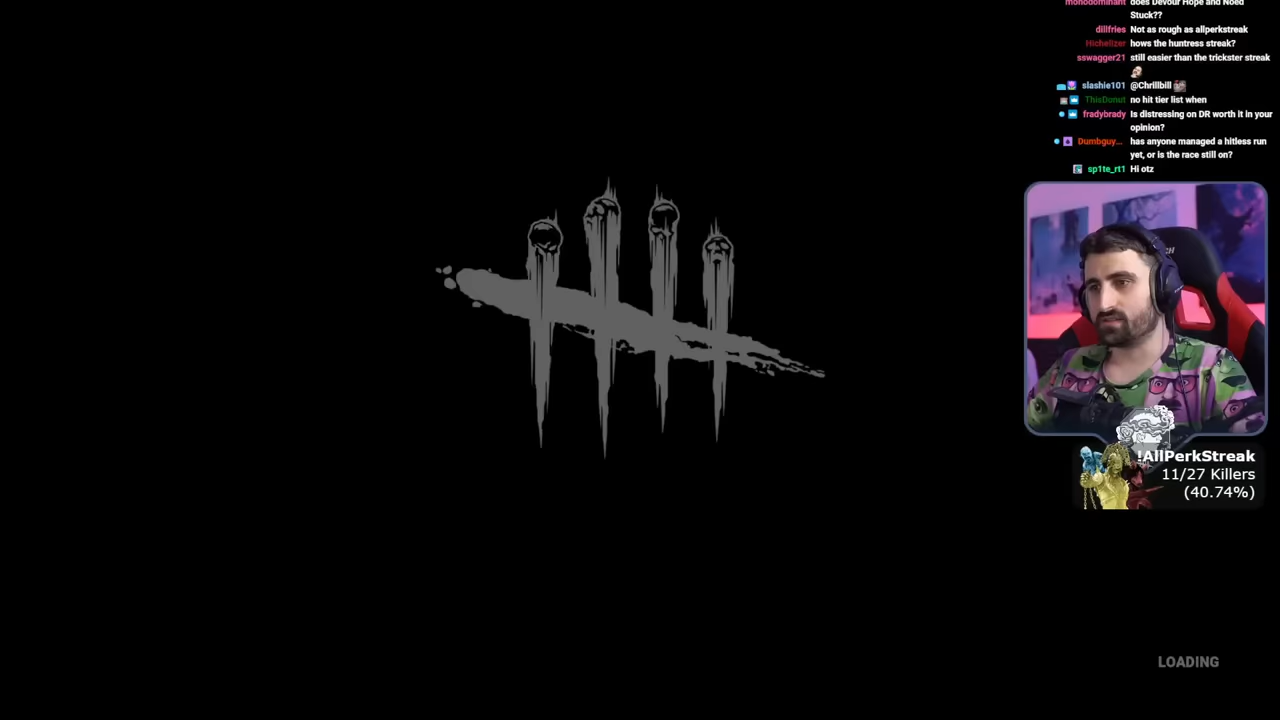 monodominant does Devour Hope and Noed
Stuck??
dillfries Not as rough as allperkstreak
Hichelizer hows the huntress streak?
sswagger21 still easier than the trickster streak
slashie101 @Chrillbill
ThisDonut no hit tier list when
fradybrady Is distressing on DR worth it in your
opinion?
Dumbguy... has anyone managed a hitless run
yet, or is the race still on?
sp1te_rt1 Hi otz
!AllPerkStreak
11/27 Killers
(40.74%)
LOADING